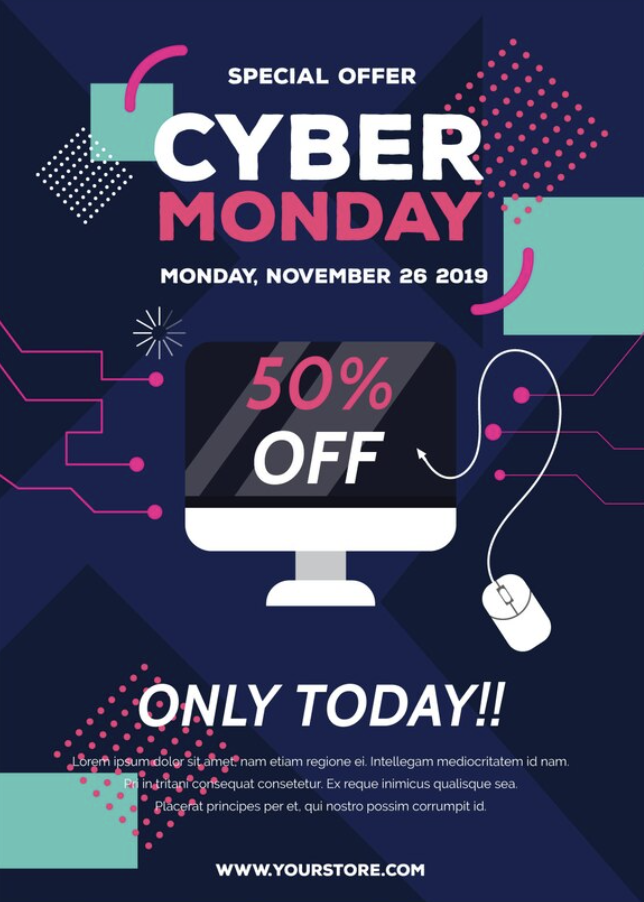 SPECIAL OFFER
CYBER
MONDAY
MONDAY, NOVEMBER 26 2019
50%
OFF
ONLY TODAY!!
Lorem ipsum dolor sit amet, nam etiam regione ei. Intellegam mediocritatem id nam.
Pri in tritani consequat consetetur. Ex reque inimicus qualisque sea.
Placerat principes per et, qui nostro possim corrumpit id.
WWW.YOURSTORE.COM